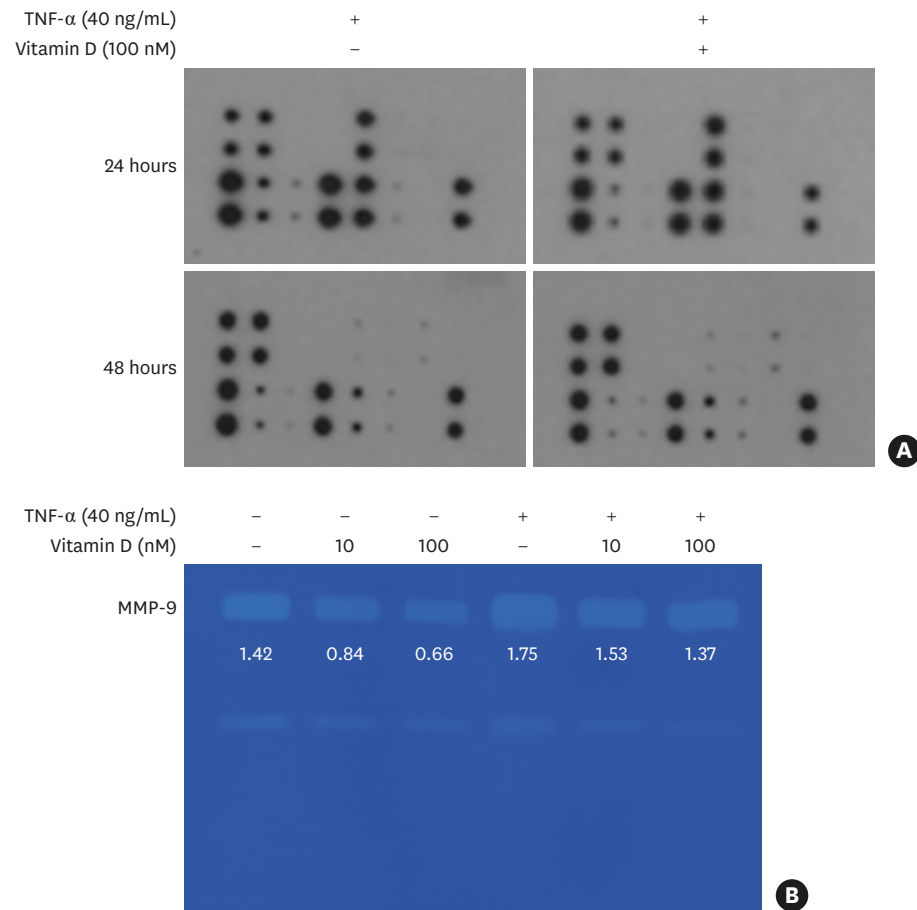 TNF-α (40 ng/mL) + +
Vitamin D (100 nM) – +
24 hours
48 hours
A
TNF-α (40 ng/mL) – – – + + +
Vitamin D (nM) – 10 100 – 10 100
MMP-9
1.42 0.84 0.66 1.75 1.53 1.37
B